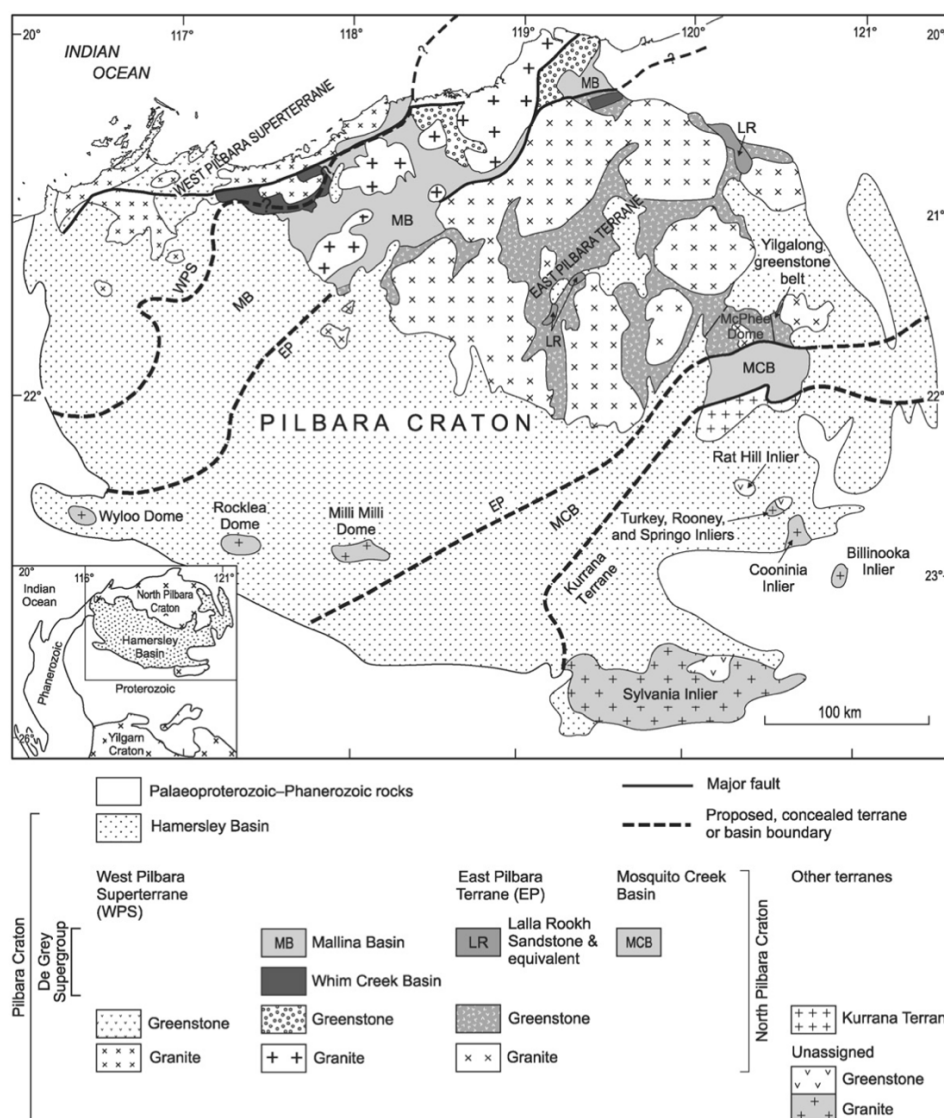 20°
117°
118°
119°
120°
121°
20°
INDIAN
OCEAN
?
?
MB
LR
WEST PILBARA SUPERTERRANE
?
?
21°
21°
MB
WPS
MB
EP
EAST PILBARA TERRANE
LR
Yilgalong
greenstone
belt
McPhee
Dome
MCB
22°
22°
PILBARA CRATON
Rat Hill Inlier
EP
MCB
Wyloo Dome
Rocklea
Dome
Milli Milli
Dome
Turkey, Rooney,
and Springo Inliers
Kurrana
Terrane
Cooninia
Inlier
Billinooka
Inlier
23°
20°
116°
121°
Indian
Ocean
North Pilbara
Craton
Hamersley
Basin
Phanerozoic
Proterozoic
Yilgarn
Craton
26°
Sylvania Inlier
100 km
118°
119°
120°
121°
Palaeoproterozoic–Phanerozoic rocks
Hamersley Basin
Major fault
Proposed, concealed terrane
or basin boundary
Pilbara Craton
De Grey
Supergroup
West Pilbara
Superterrane
(WPS)
East Pilbara
Terrane (EP)
Mosquito Creek
Basin
North Pilbara Craton
Other terranes
MB Mallina Basin
LR Lalla Rookh
Sandstone &
equivalent
MCB
Whim Creek Basin
Greenstone
Greenstone
Greenstone
Kurrana Terran
Granite
Granite
Granite
Unassigned
Greenstone
Granite